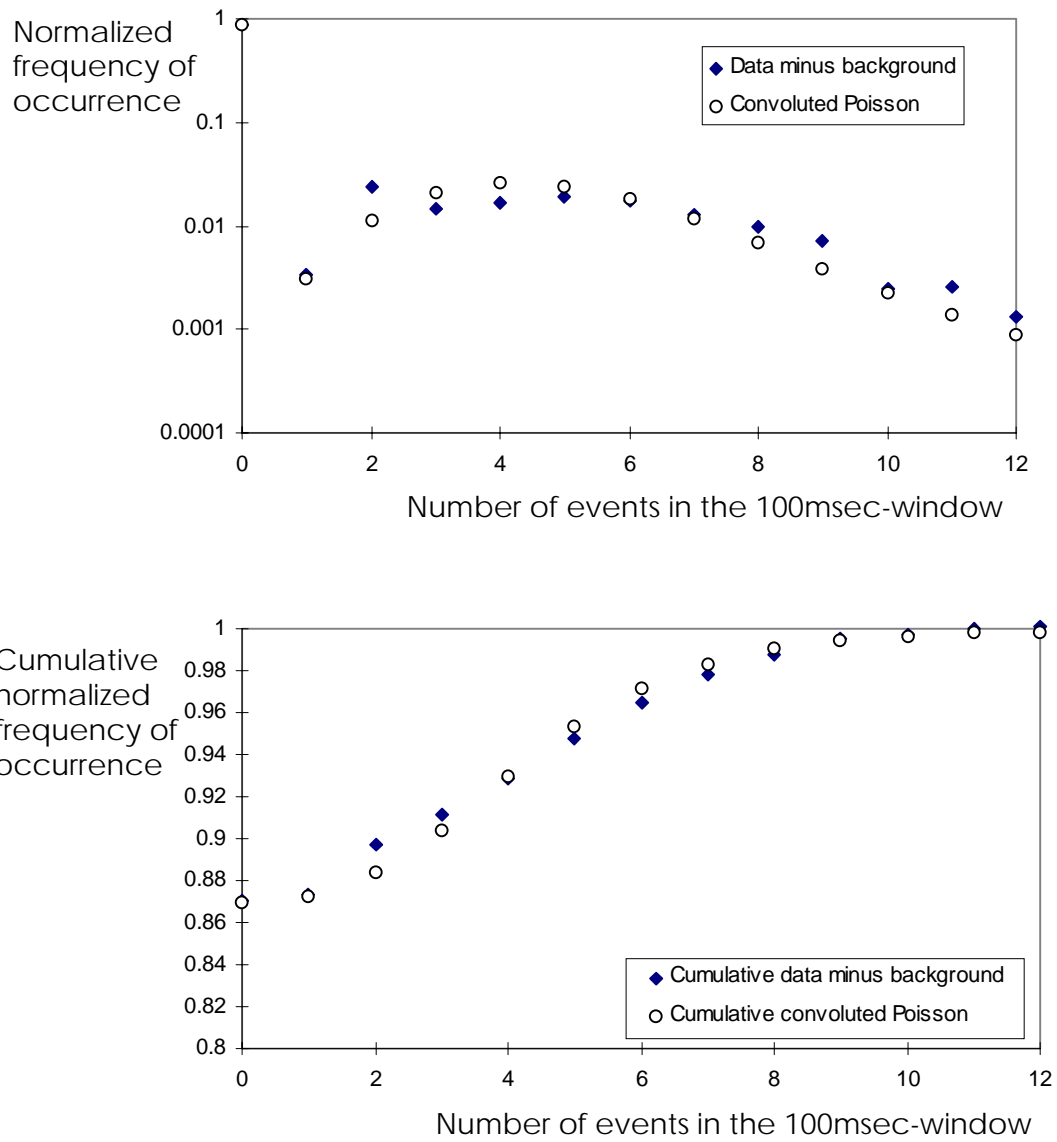 Normalized
frequency of
occurrence
1
0.1
0.01
0.001
0.0001
Data minus background
Convoluted Poisson
0 2 4 6 8 10 12
Number of events in the 100msec-window
Cumulative
normalized
frequency of
occurrence
1
0.98
0.96
0.94
0.92
0.9
0.88
0.86
0.84
0.82
0.8
Cumulative data minus background
Cumulative convoluted Poisson
0 2 4 6 8 10 12
Number of events in the 100msec-window